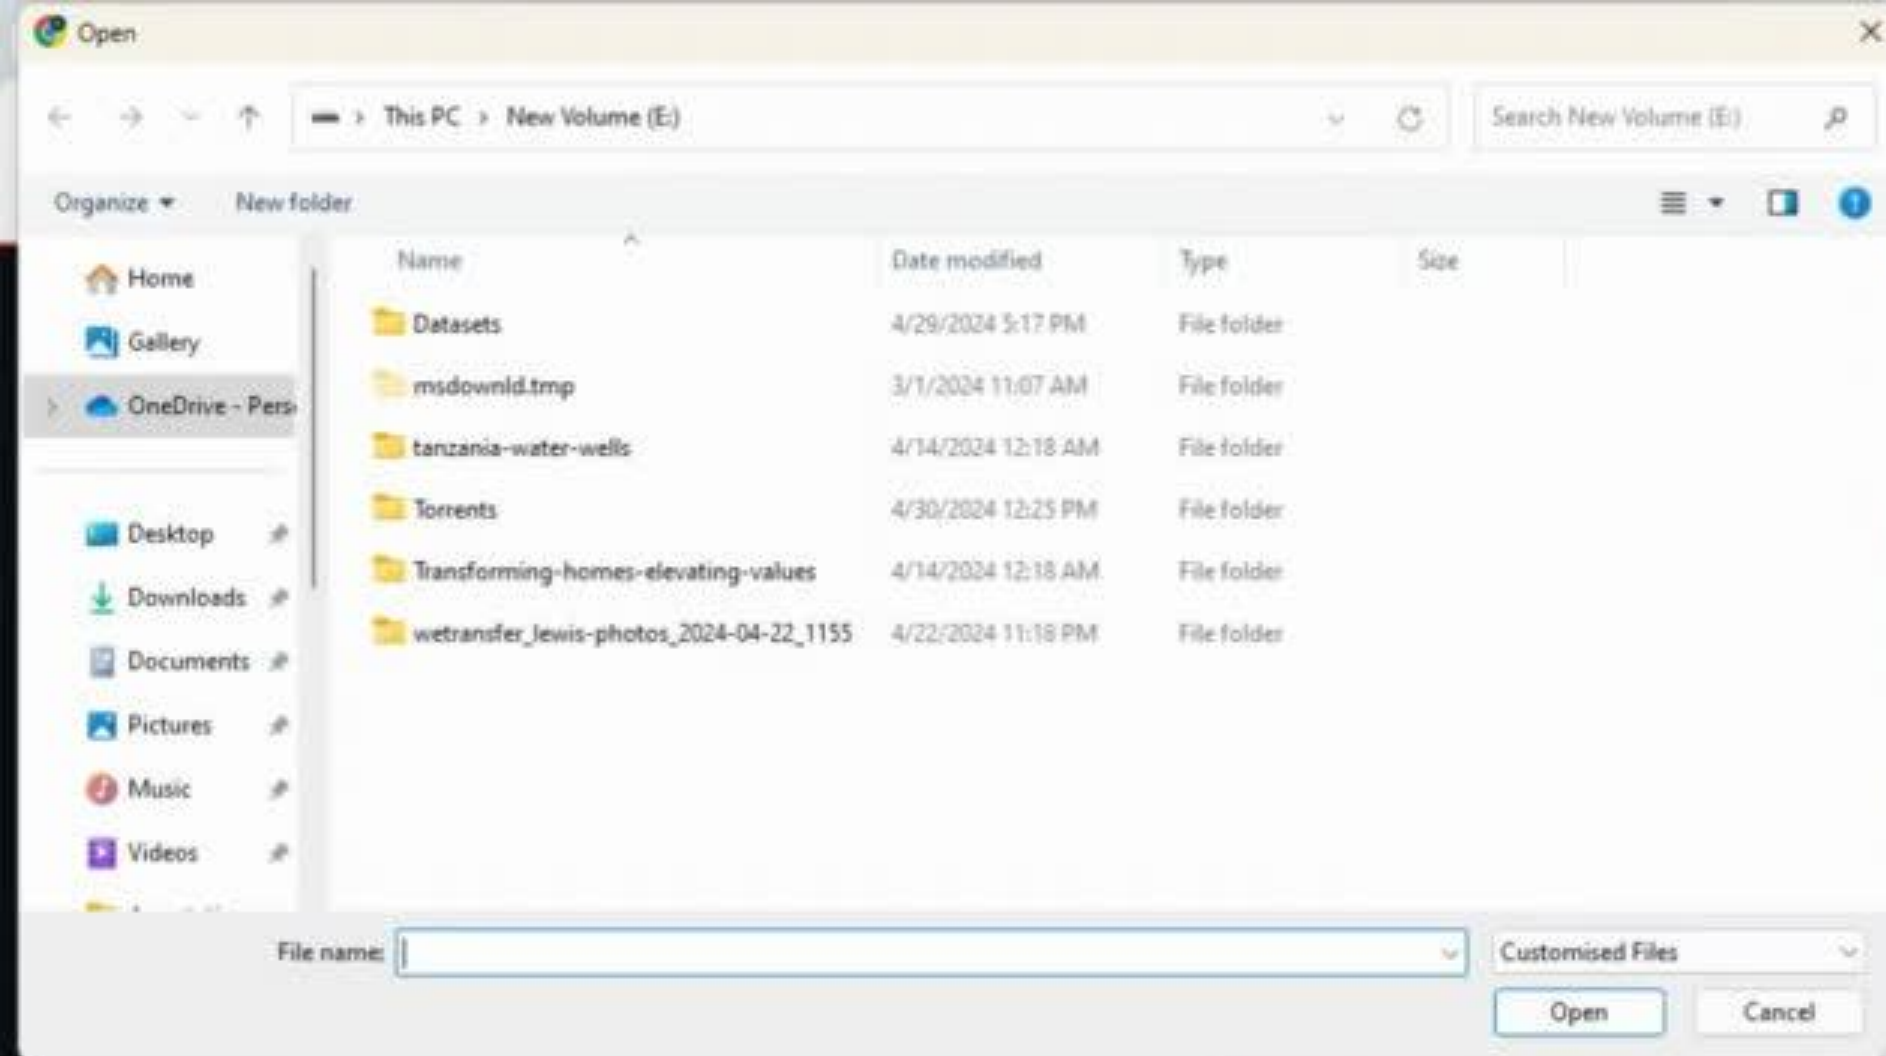 Open
This PC > New Volume (E:)
Search New Volume (E:)
Organize
New folder
Name Date modified Type Size
Home
Gallery
OneDrive - Pers
Desktop
Downloads
Documents
Pictures
Music
Videos
Datasets 4/29/2024 5:17 PM File folder
msdownld.tmp 3/1/2024 11:07 AM File folder
tanzania-water-wells 4/14/2024 12:18 AM File folder
Torrents 4/30/2024 12:25 PM File folder
Transforming-homes-elevating-values 4/14/2024 12:18 AM File folder
wetransfer_lewis-photos_2024-04-22_1155 4/22/2024 11:18 PM File folder
File name:
Customised Files
Open
Cancel